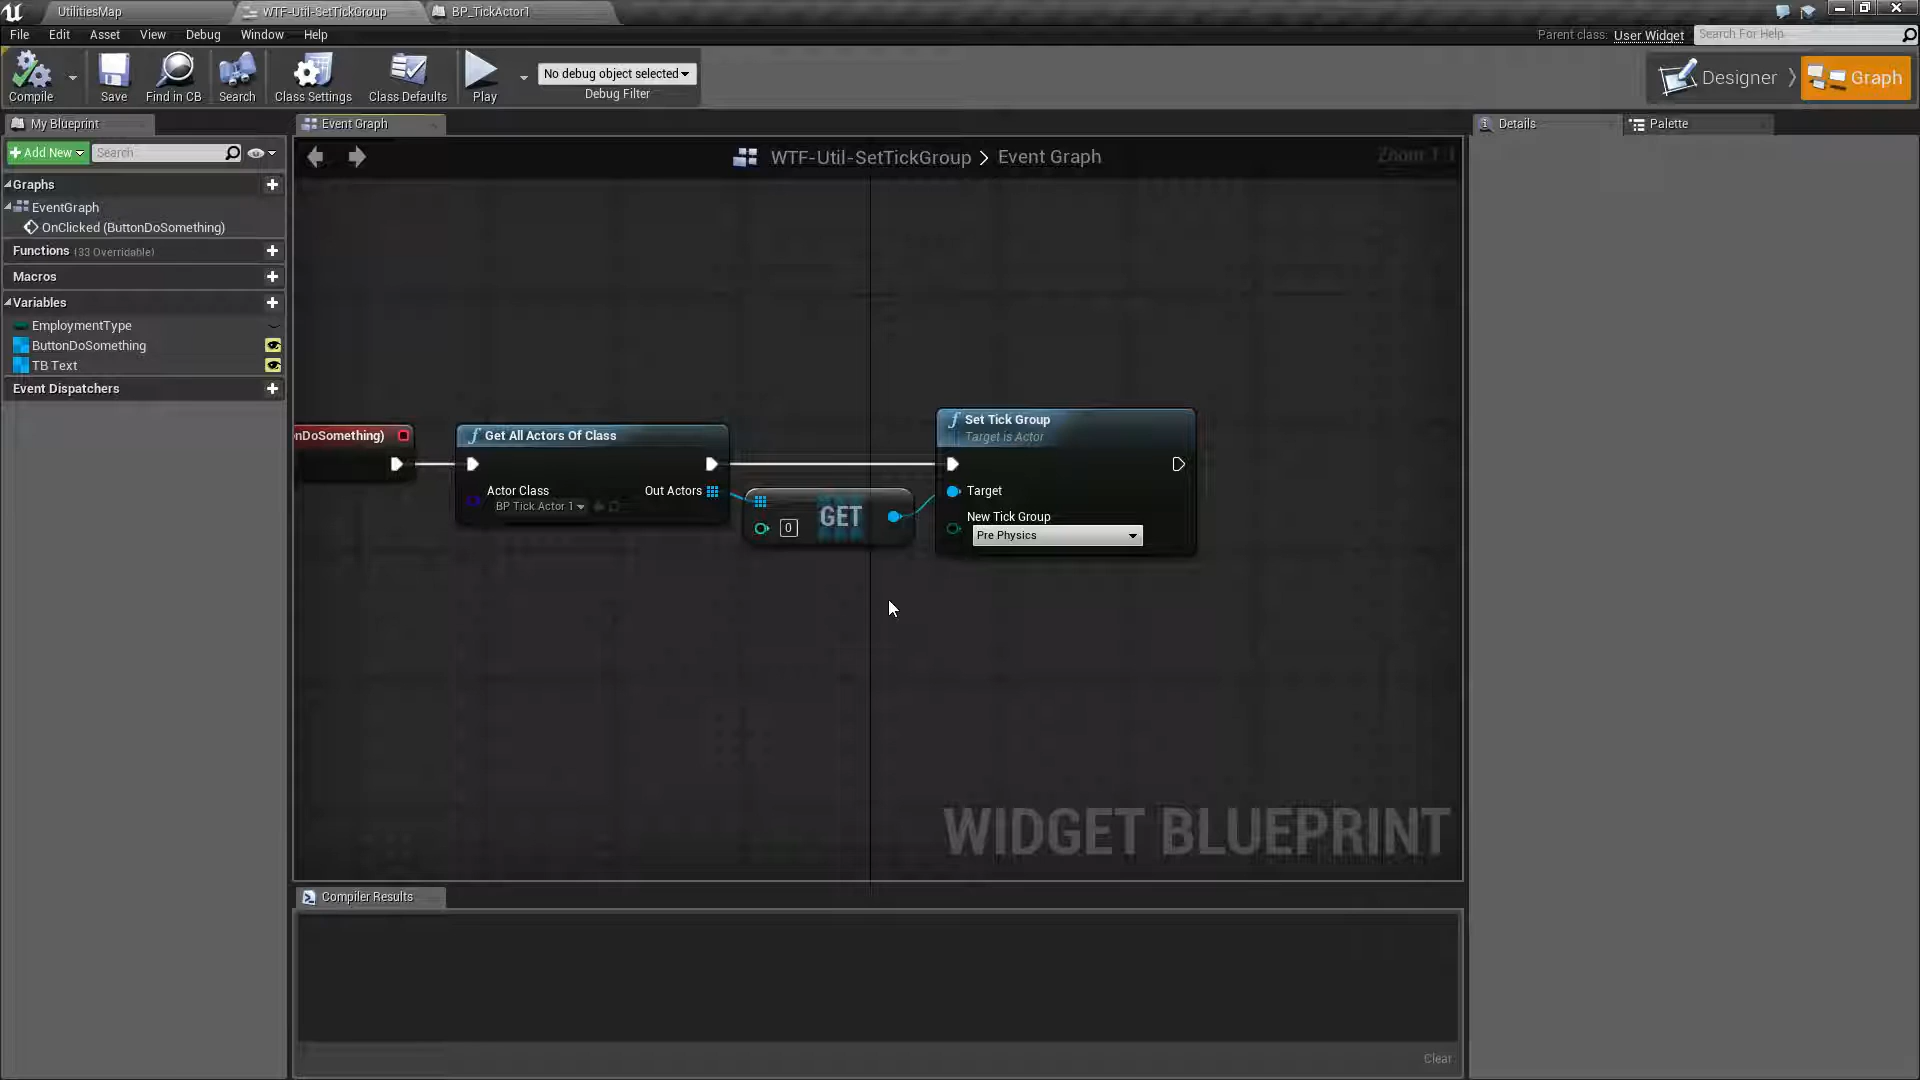 UtilitiesMap
WTF-Util-SetTickGroup
BP_TickActor1
File Edit Asset View Debug Window Help
Parent class: User Widget
Search For Help
Compile
Save
Find in CB
Search
Class Settings
Class Defaults
Play
No debug object selected
Debug Filter
Designer
Graph
My Blueprint
Event Graph
Details
Palette
Add New
Search
WTF-Util-SetTickGroup > Event Graph
Zoom 1:1
Graphs
EventGraph
OnClicked (ButtonDoSomething)
Functions (33 Overridable)
Macros
Variables
EmploymentType
ButtonDoSomething
TB Text
Event Dispatchers
nDoSomething)
Get All Actors Of Class
Actor Class
BP Tick Actor 1
Out Actors
0
GET
Set Tick Group
Target is Actor
Target
New Tick Group
Pre Physics
WIDGET BLUEPRINT
Compiler Results
Clear